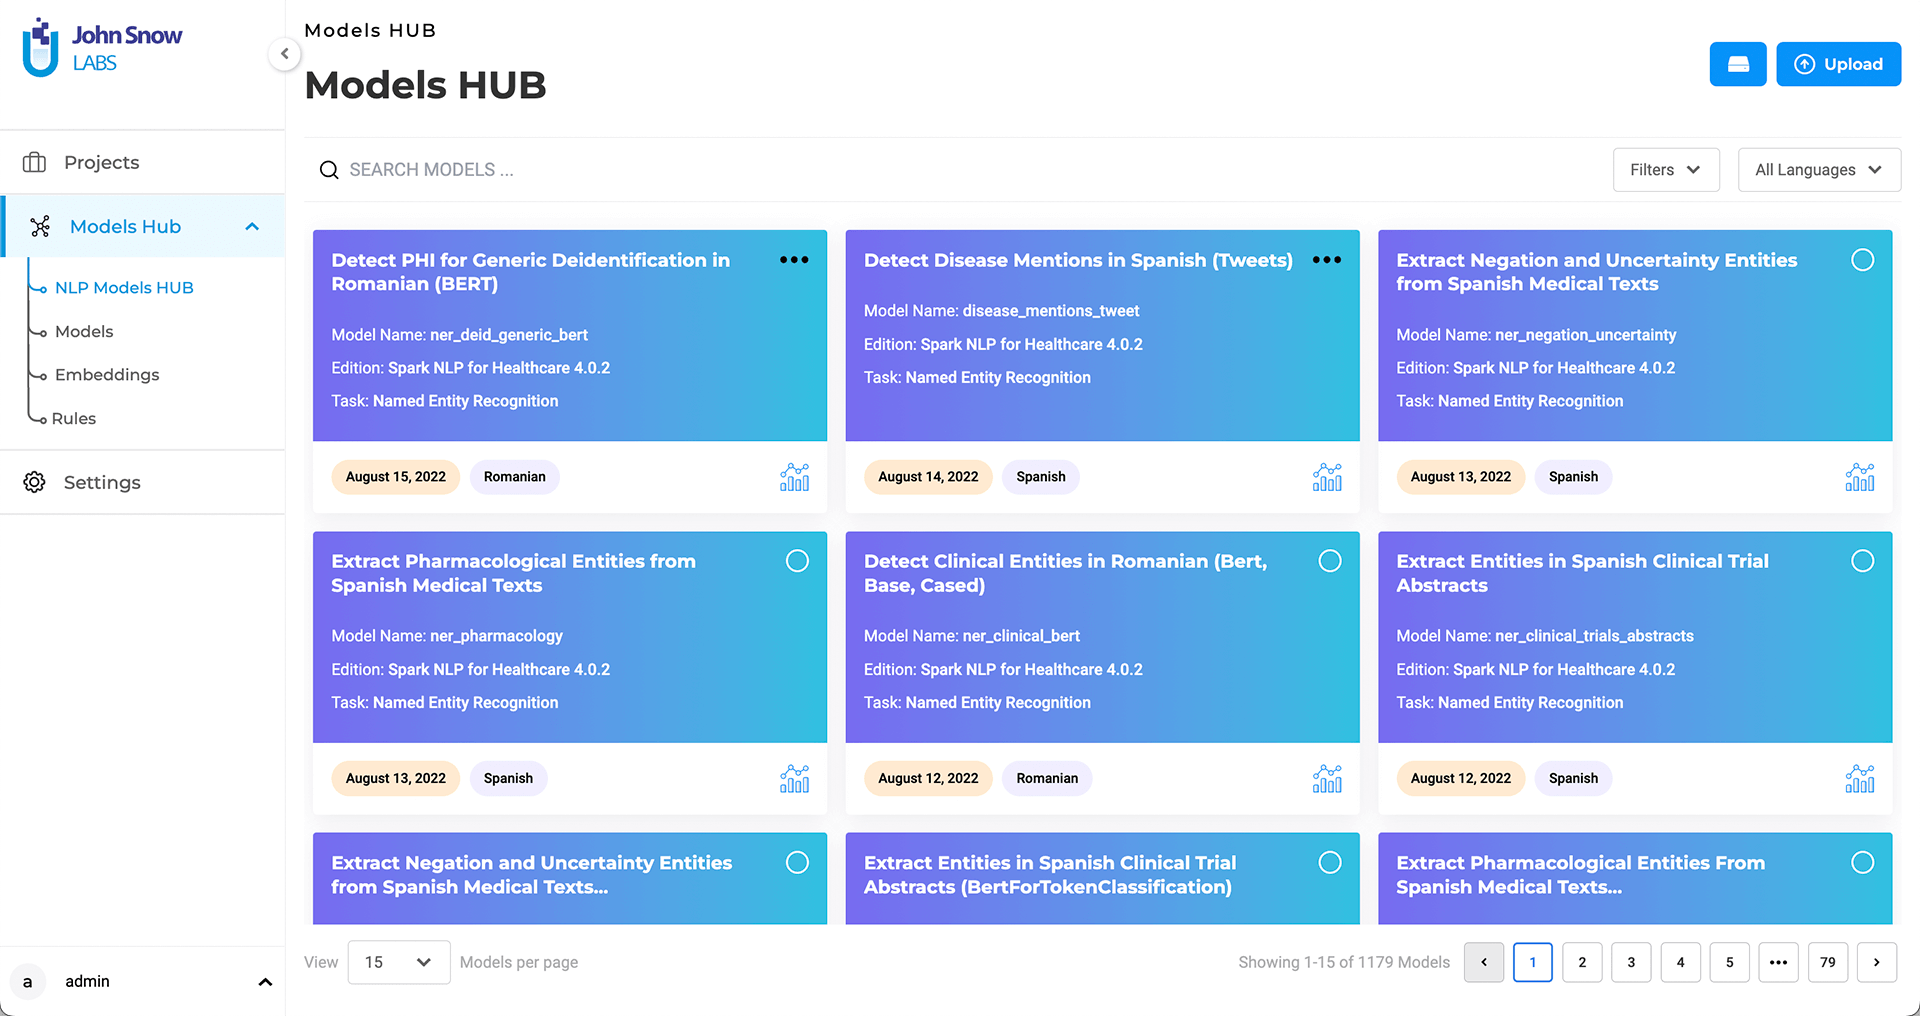 John Snow
LABS
Projects
Models Hub
NLP Models HUB
Models
Embeddings
Rules
Settings
a admin
Models HUB
Models HUB
Upload
SEARCH MODELS ...
Filters
All Languages
Detect PHI for Generic Deidentification in
Romanian (BERT)
Model Name: ner_deid_generic_bert
Edition: Spark NLP for Healthcare 4.0.2
Task: Named Entity Recognition
August 15, 2022 Romanian
Detect Disease Mentions in Spanish (Tweets)
Model Name: disease_mentions_tweet
Edition: Spark NLP for Healthcare 4.0.2
Task: Named Entity Recognition
August 14, 2022 Spanish
Extract Negation and Uncertainty Entities
from Spanish Medical Texts
Model Name: ner_negation_uncertainty
Edition: Spark NLP for Healthcare 4.0.2
Task: Named Entity Recognition
August 13, 2022 Spanish
Extract Pharmacological Entities from
Spanish Medical Texts
Model Name: ner_pharmacology
Edition: Spark NLP for Healthcare 4.0.2
Task: Named Entity Recognition
August 13, 2022 Spanish
Detect Clinical Entities in Romanian (Bert,
Base, Cased)
Model Name: ner_clinical_bert
Edition: Spark NLP for Healthcare 4.0.2
Task: Named Entity Recognition
August 12, 2022 Romanian
Extract Entities in Spanish Clinical Trial
Abstracts
Model Name: ner_clinical_trials_abstracts
Edition: Spark NLP for Healthcare 4.0.2
Task: Named Entity Recognition
August 12, 2022 Spanish
Extract Negation and Uncertainty Entities
from Spanish Medical Texts...
Extract Entities in Spanish Clinical Trial
Abstracts (BertForTokenClassification)
Extract Pharmacological Entities From
Spanish Medical Texts...
View 15 Models per page
Showing 1-15 of 1179 Models ‹ 1 2 3 4 5 ••• 79 ›